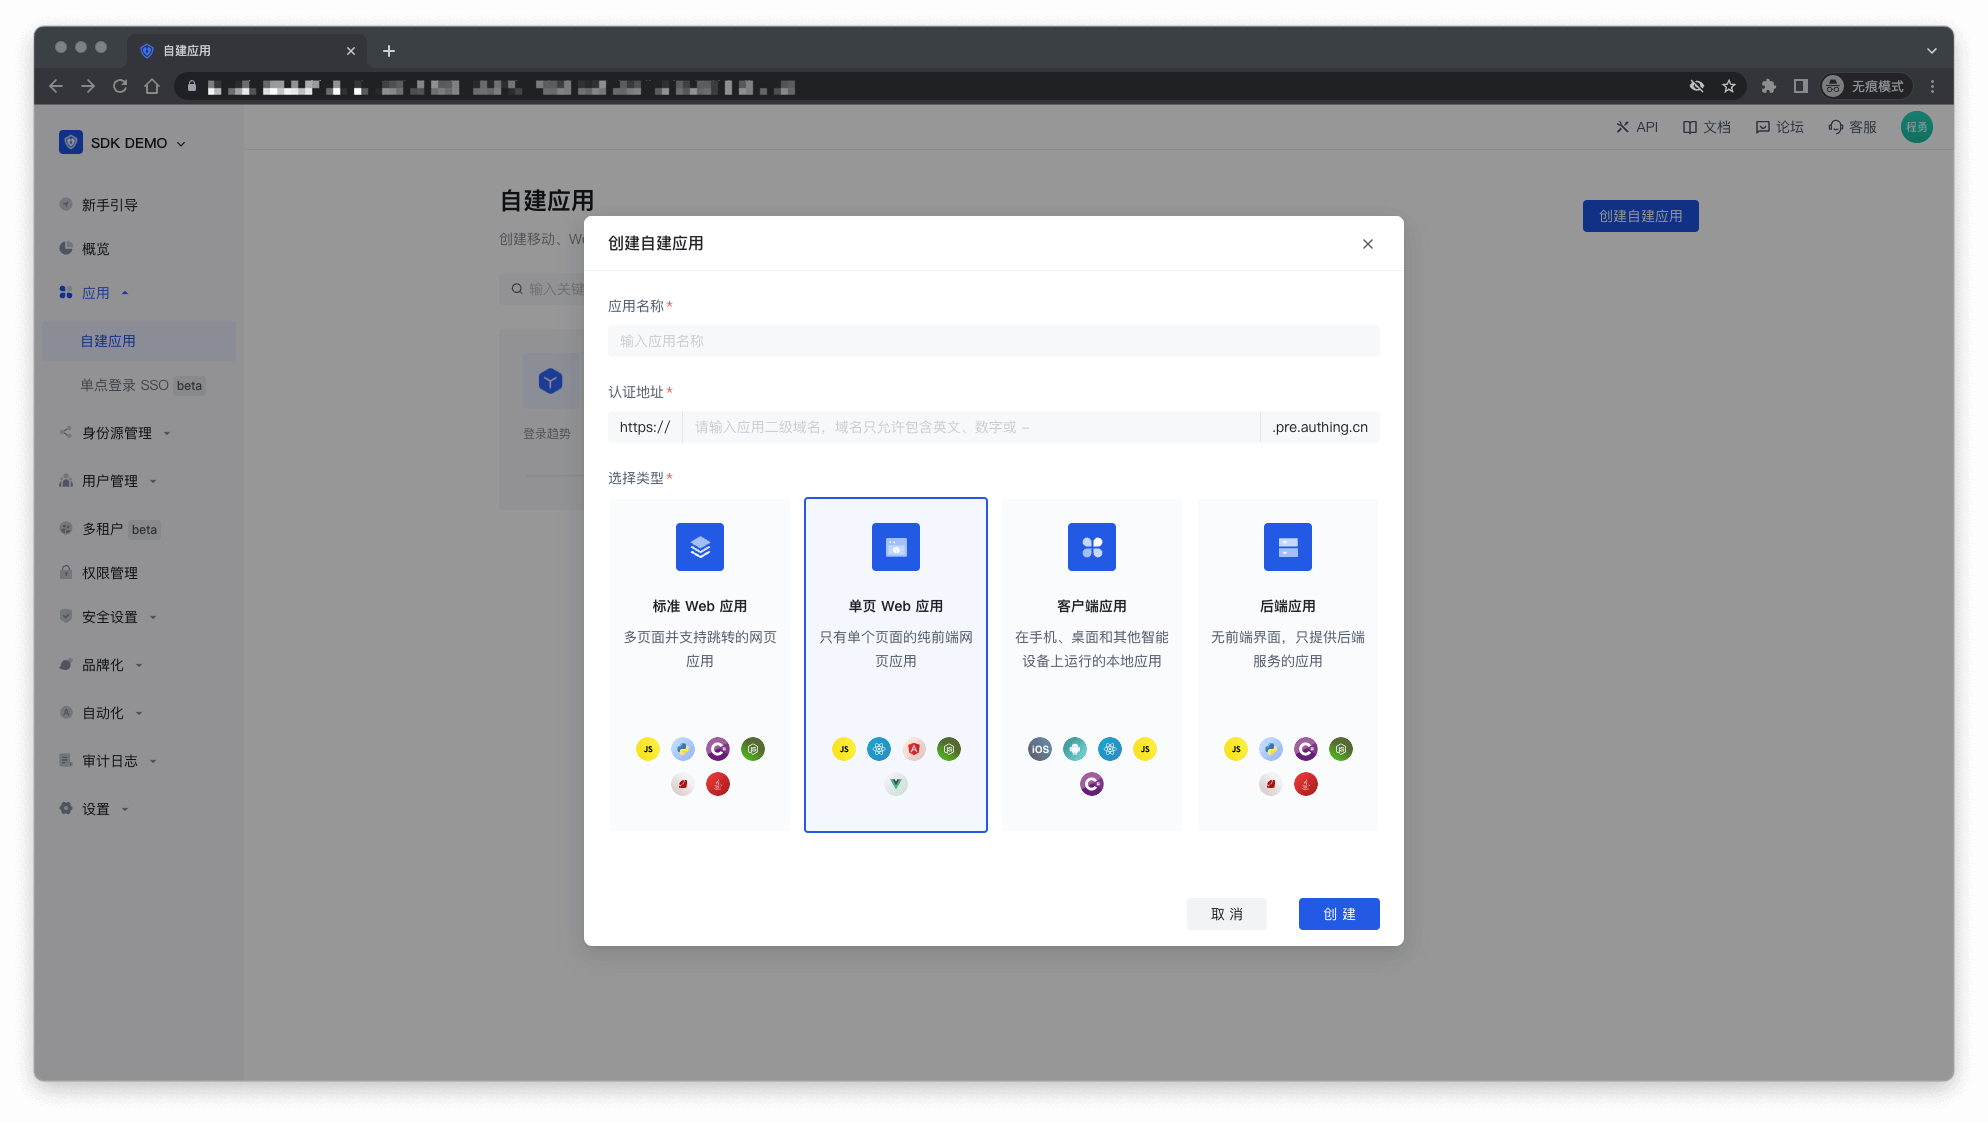 自建应用
无痕模式
SDK DEMO
API
文档
论坛
客服
程勇
新手引导
概览
应用
自建应用
单点登录 SSO beta
身份源管理
用户管理
多租户 beta
权限管理
安全设置
品牌化
自动化
审计日志
设置
自建应用
创建移动、We
创建自建应用
输入关键
登录趋势
创建自建应用
应用名称*
输入应用名称
认证地址*
https://
请输入应用二级域名，域名只允许包含英文、数字或 -
.pre.authing.cn
选择类型*
标准 Web 应用
多页面并支持跳转的网页
应用
JS
JS
单页 Web 应用
只有单个页面的纯前端网
页应用
JS
A
JS
客户端应用
在手机、桌面和其他智能
设备上运行的本地应用
iOS
JS
后端应用
无前端界面，只提供后端
服务的应用
JS
JS
取 消
创 建